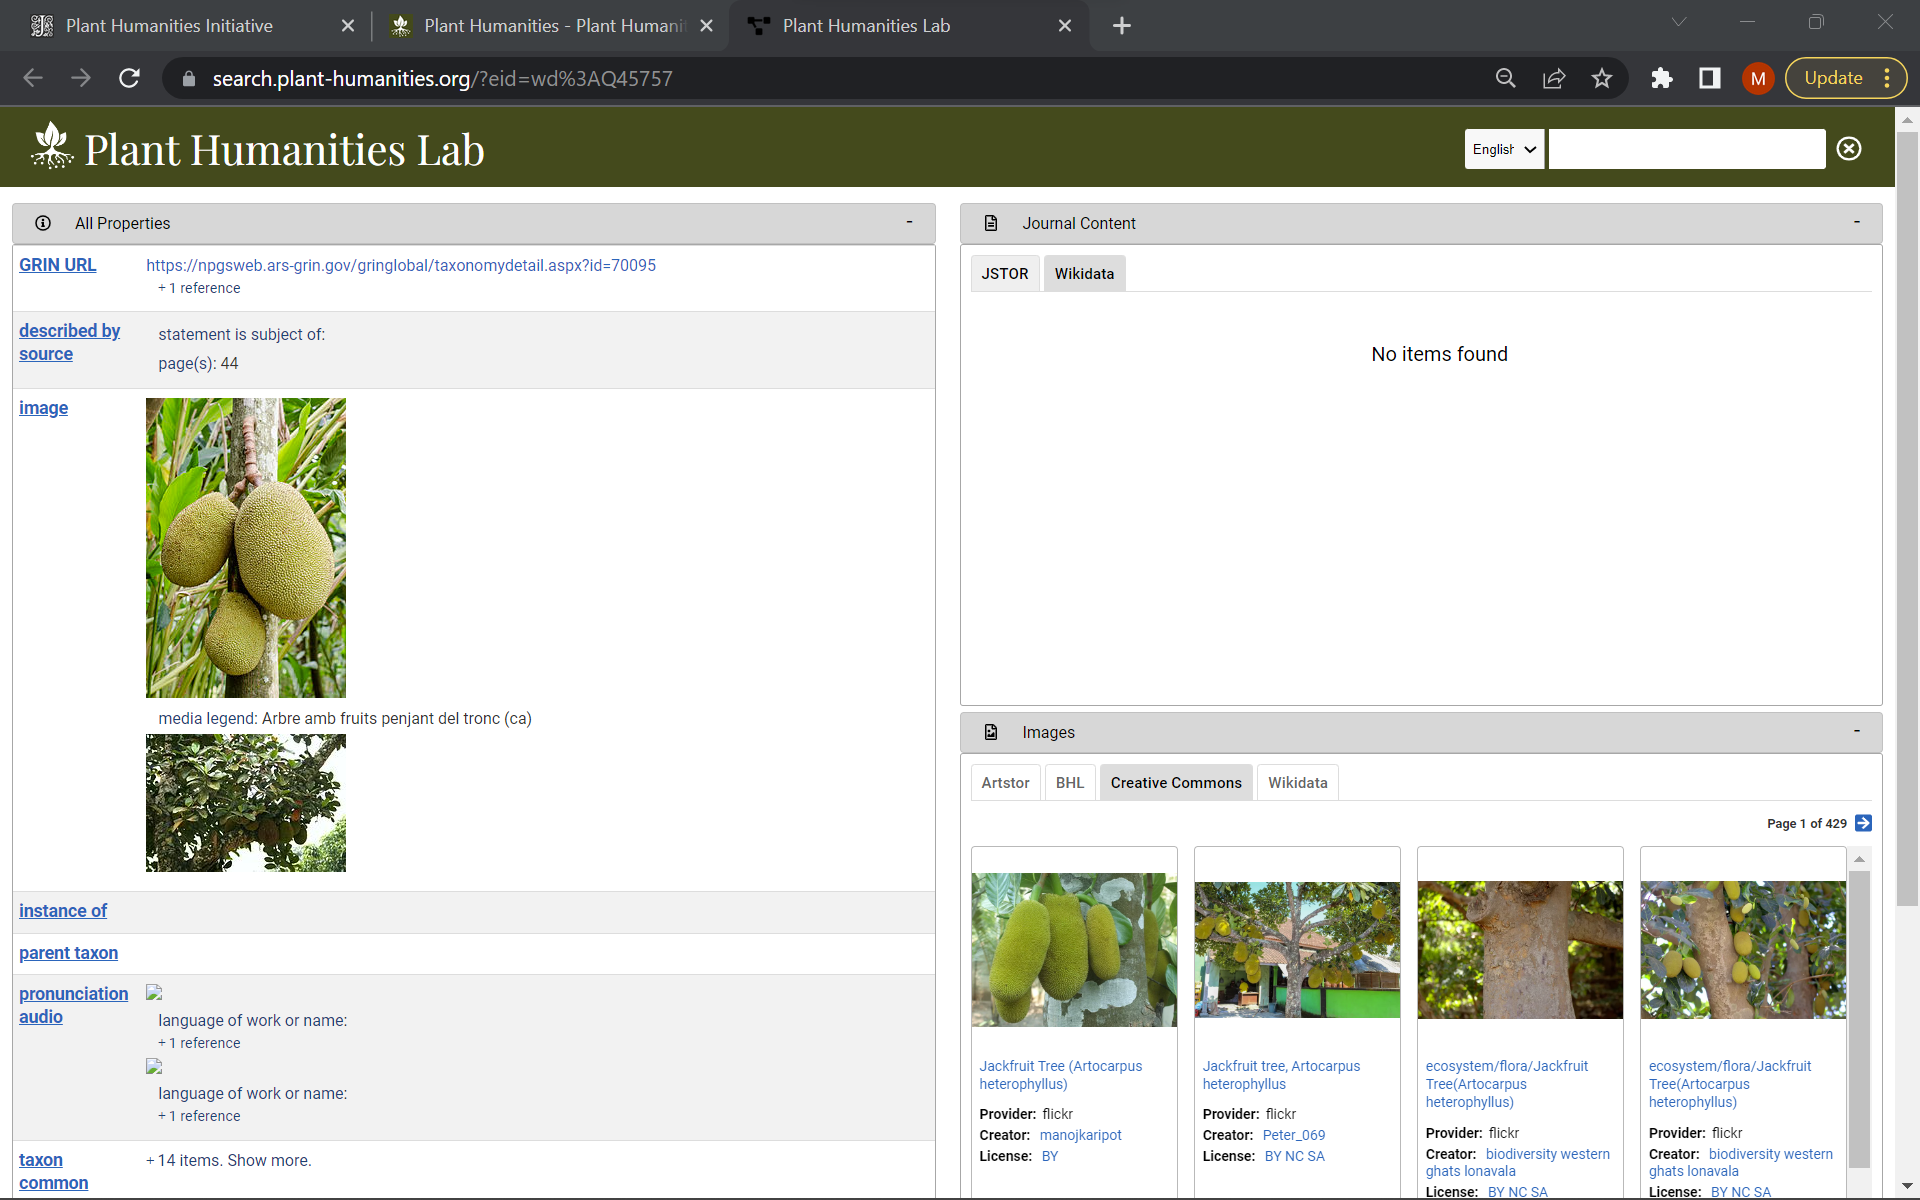 Plant Humanities Initiative
Plant Humanities - Plant Humani
Plant Humanities Lab
search.plant-humanities.org/?eid=wd%3AQ45757
M
Update
Plant Humanities Lab
English
All Properties
-
GRIN URL
https://npgsweb.ars-grin.gov/gringlobal/taxonomydetail.aspx?id=70095
+ 1 reference
described by
source
statement is subject of:
page(s): 44
image
media legend: Arbre amb fruits penjant del tronc (ca)
instance of
parent taxon
pronunciation
audio
language of work or name:
+ 1 reference
language of work or name:
+ 1 reference
taxon
common
+ 14 items. Show more.
Journal Content
-
JSTOR
Wikidata
No items found
Images
-
Artstor
BHL
Creative Commons
Wikidata
Page 1 of 429
Jackfruit Tree (Artocarpus
heterophyllus)
Provider: flickr
Creator: manojkaripot
License: BY
Jackfruit tree, Artocarpus
heterophyllus
Provider: flickr
Creator: Peter_069
License: BY NC SA
ecosystem/flora/Jackfruit
Tree(Artocarpus
heterophyllus)
Provider: flickr
Creator: biodiversity western
ghats lonavala
License: BY NC SA
ecosystem/flora/Jackfruit
Tree(Artocarpus
heterophyllus)
Provider: flickr
Creator: biodiversity western
ghats lonavala
License: BY NC SA